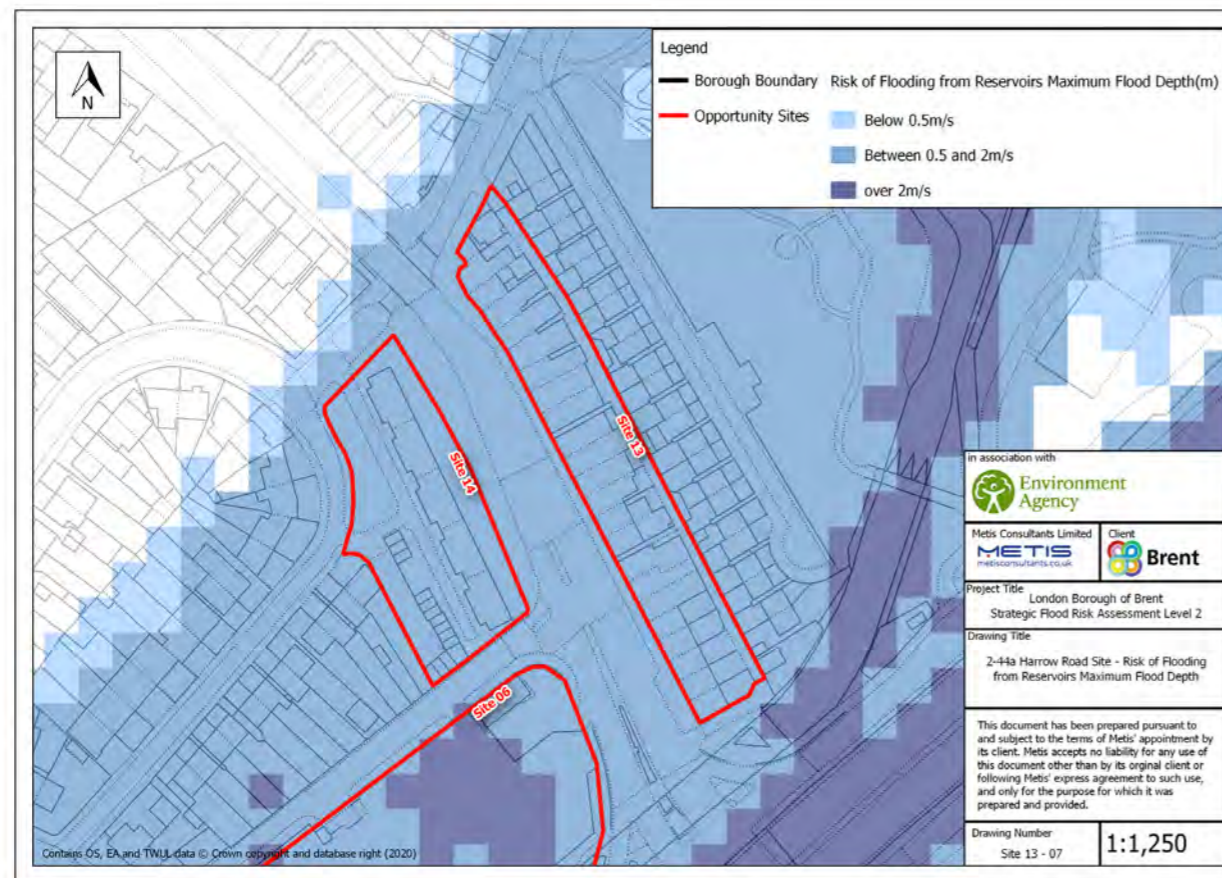 N
Legend
Borough Boundary
Opportunity Sites
Risk of Flooding from Reservoirs Maximum Flood Depth(m)
Below 0.5m/s
Between 0.5 and 2m/s
over 2m/s
Site 13
Site 14
Site 06
in association with
Environment
Agency
Metis Consultants Limited
METIS
metisconsultants.co.uk
Client
Brent
Project Title
London Borough of Brent
Strategic Flood Risk Assessment Level 2
Drawing Title
2-44a Harrow Road Site - Risk of Flooding
from Reservoirs Maximum Flood Depth
This document has been prepared pursuant to
and subject to the terms of Metis' appointment by
its client. Metis accepts no liability for any use of
this document other than by its orginal client or
following Metis' express agreement to such use,
and only for the purpose for which it was
prepared and provided.
Drawing Number
Site 13 - 07
1:1,250
Contains OS, EA and TWUL data © Crown copyright and database right (2020)